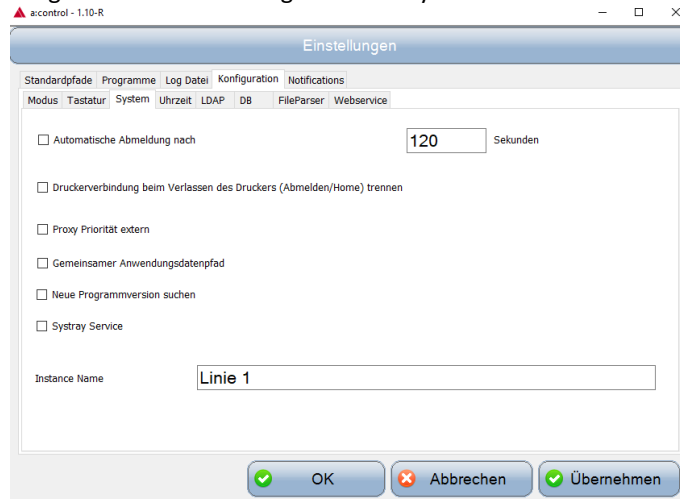 a:control - 1.10-R
Einstellungen
Standardpfade Programme Log Datei Konfiguration Notifications
Modus Tastatur System Uhrzeit LDAP DB FileParser Webservice
Automatische Abmeldung nach 120 Sekunden
Druckerverbindung beim Verlassen des Druckers (Abmelden/Home) trennen
Proxy Priorität extern
Gemeinsamer Anwendungsdatenpfad
Neue Programmversion suchen
Systray Service
Instance Name Linie 1
OK Abbrechen Übernehmen